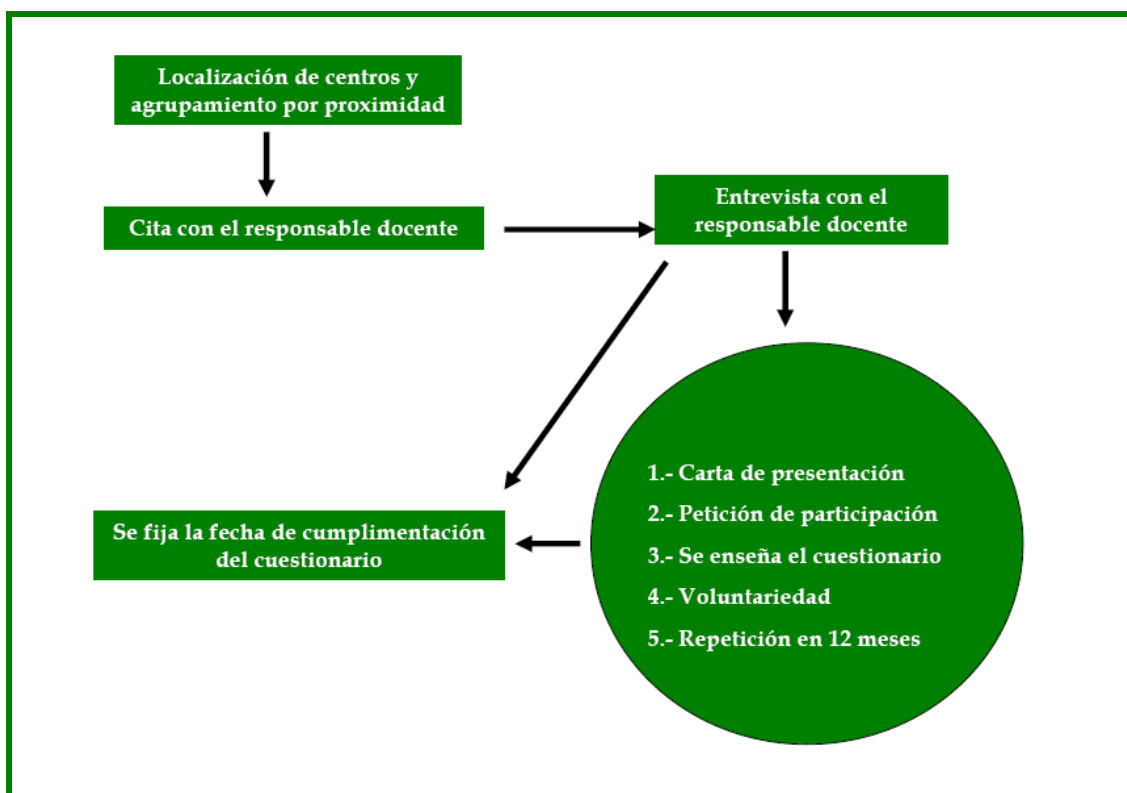 Localización de centros y
agrupamiento por proximidad
Cita con el responsable docente
Entrevista con el
responsable docente
1.- Carta de presentación
2.- Petición de participación
3.- Se enseña el cuestionario
4.- Voluntariedad
5.- Repetición en 12 meses
Se fija la fecha de cumplimentación
del cuestionario